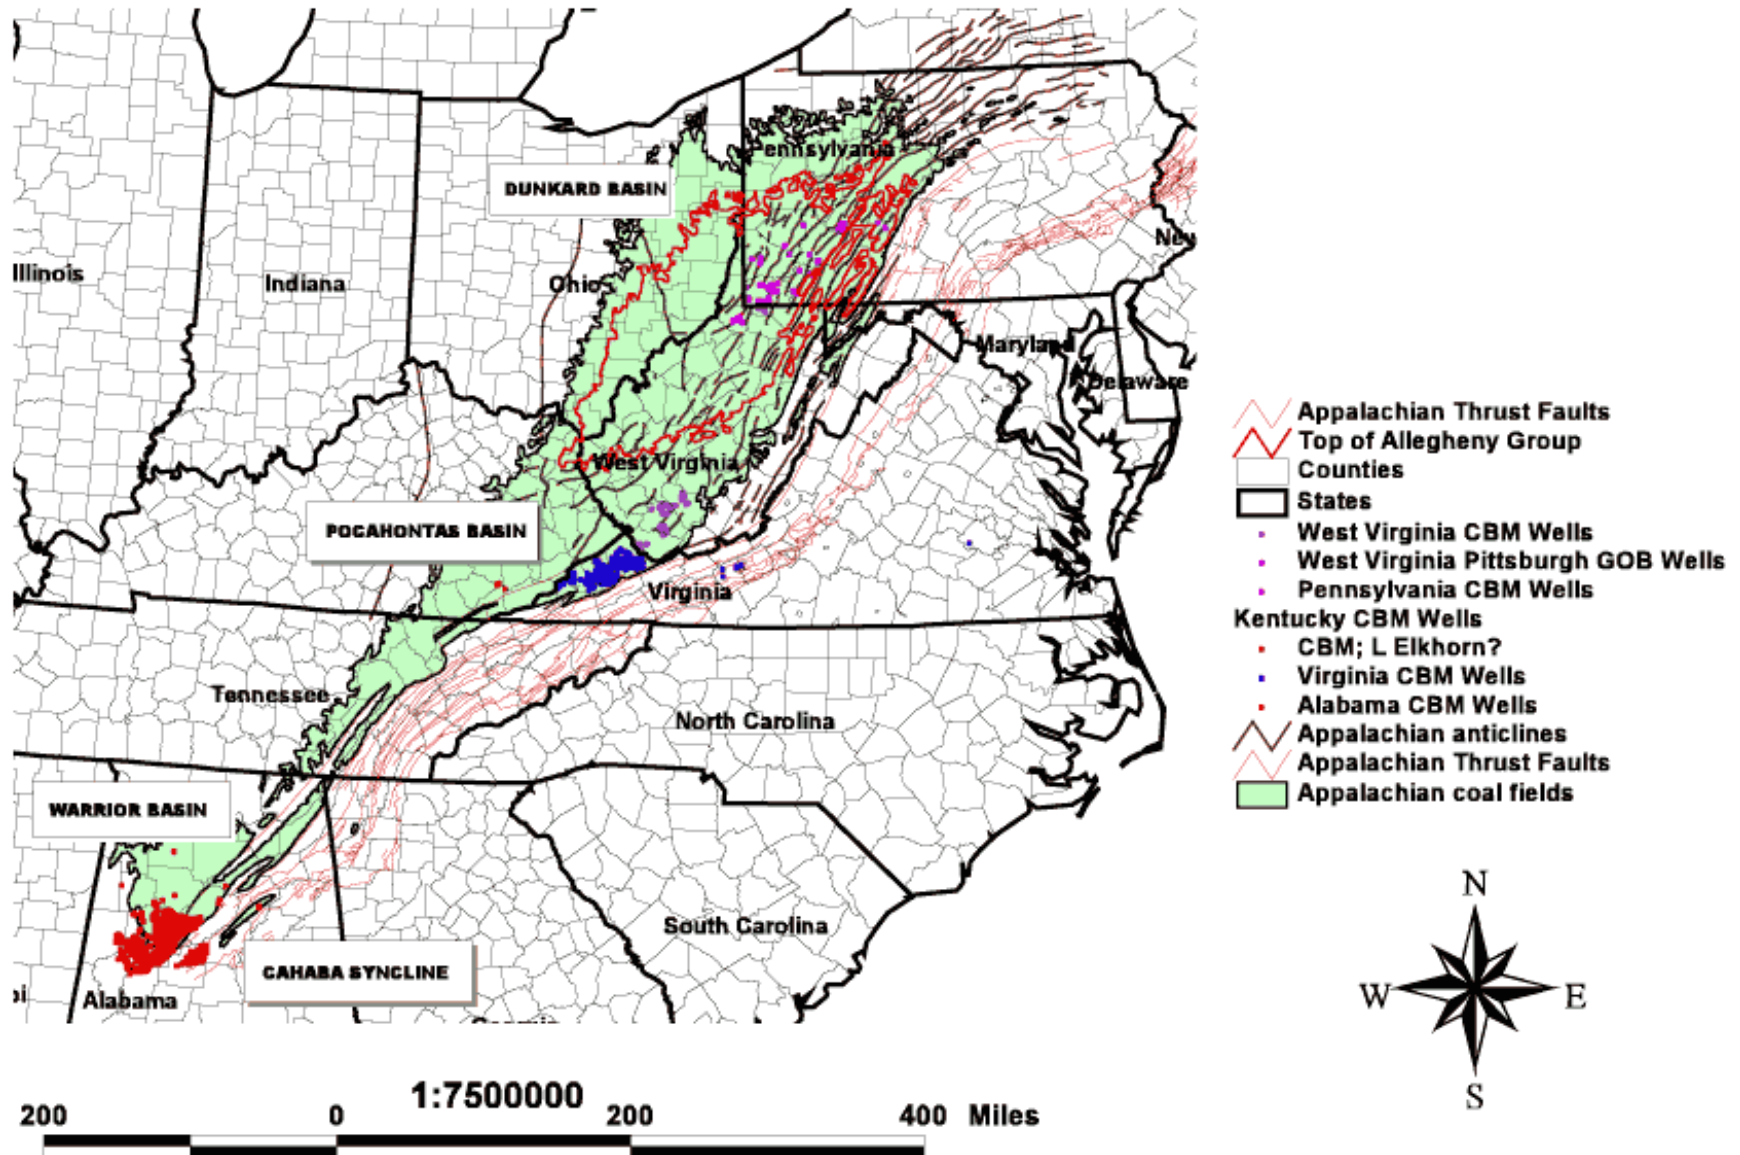 Pennsylvania
DUNKARD BASIN
New
Illinois
Indiana
Ohio
Maryland
Delaware
West Virginia
POCAHONTAS BASIN
Virginia
Tennessee
North Carolina
WARRIOR BASIN
South Carolina
CAHABA SYNCLINE
Alabama
Appalachian Thrust Faults
Top of Allegheny Group
Counties
States
West Virginia CBM Wells
West Virginia Pittsburgh GOB Wells
Pennsylvania CBM Wells
Kentucky CBM Wells
CBM; L Elkhorn?
Virginia CBM Wells
Alabama CBM Wells
Appalachian anticlines
Appalachian Thrust Faults
Appalachian coal fields
N
W E
S
1:7500000
200 0 200 400 Miles